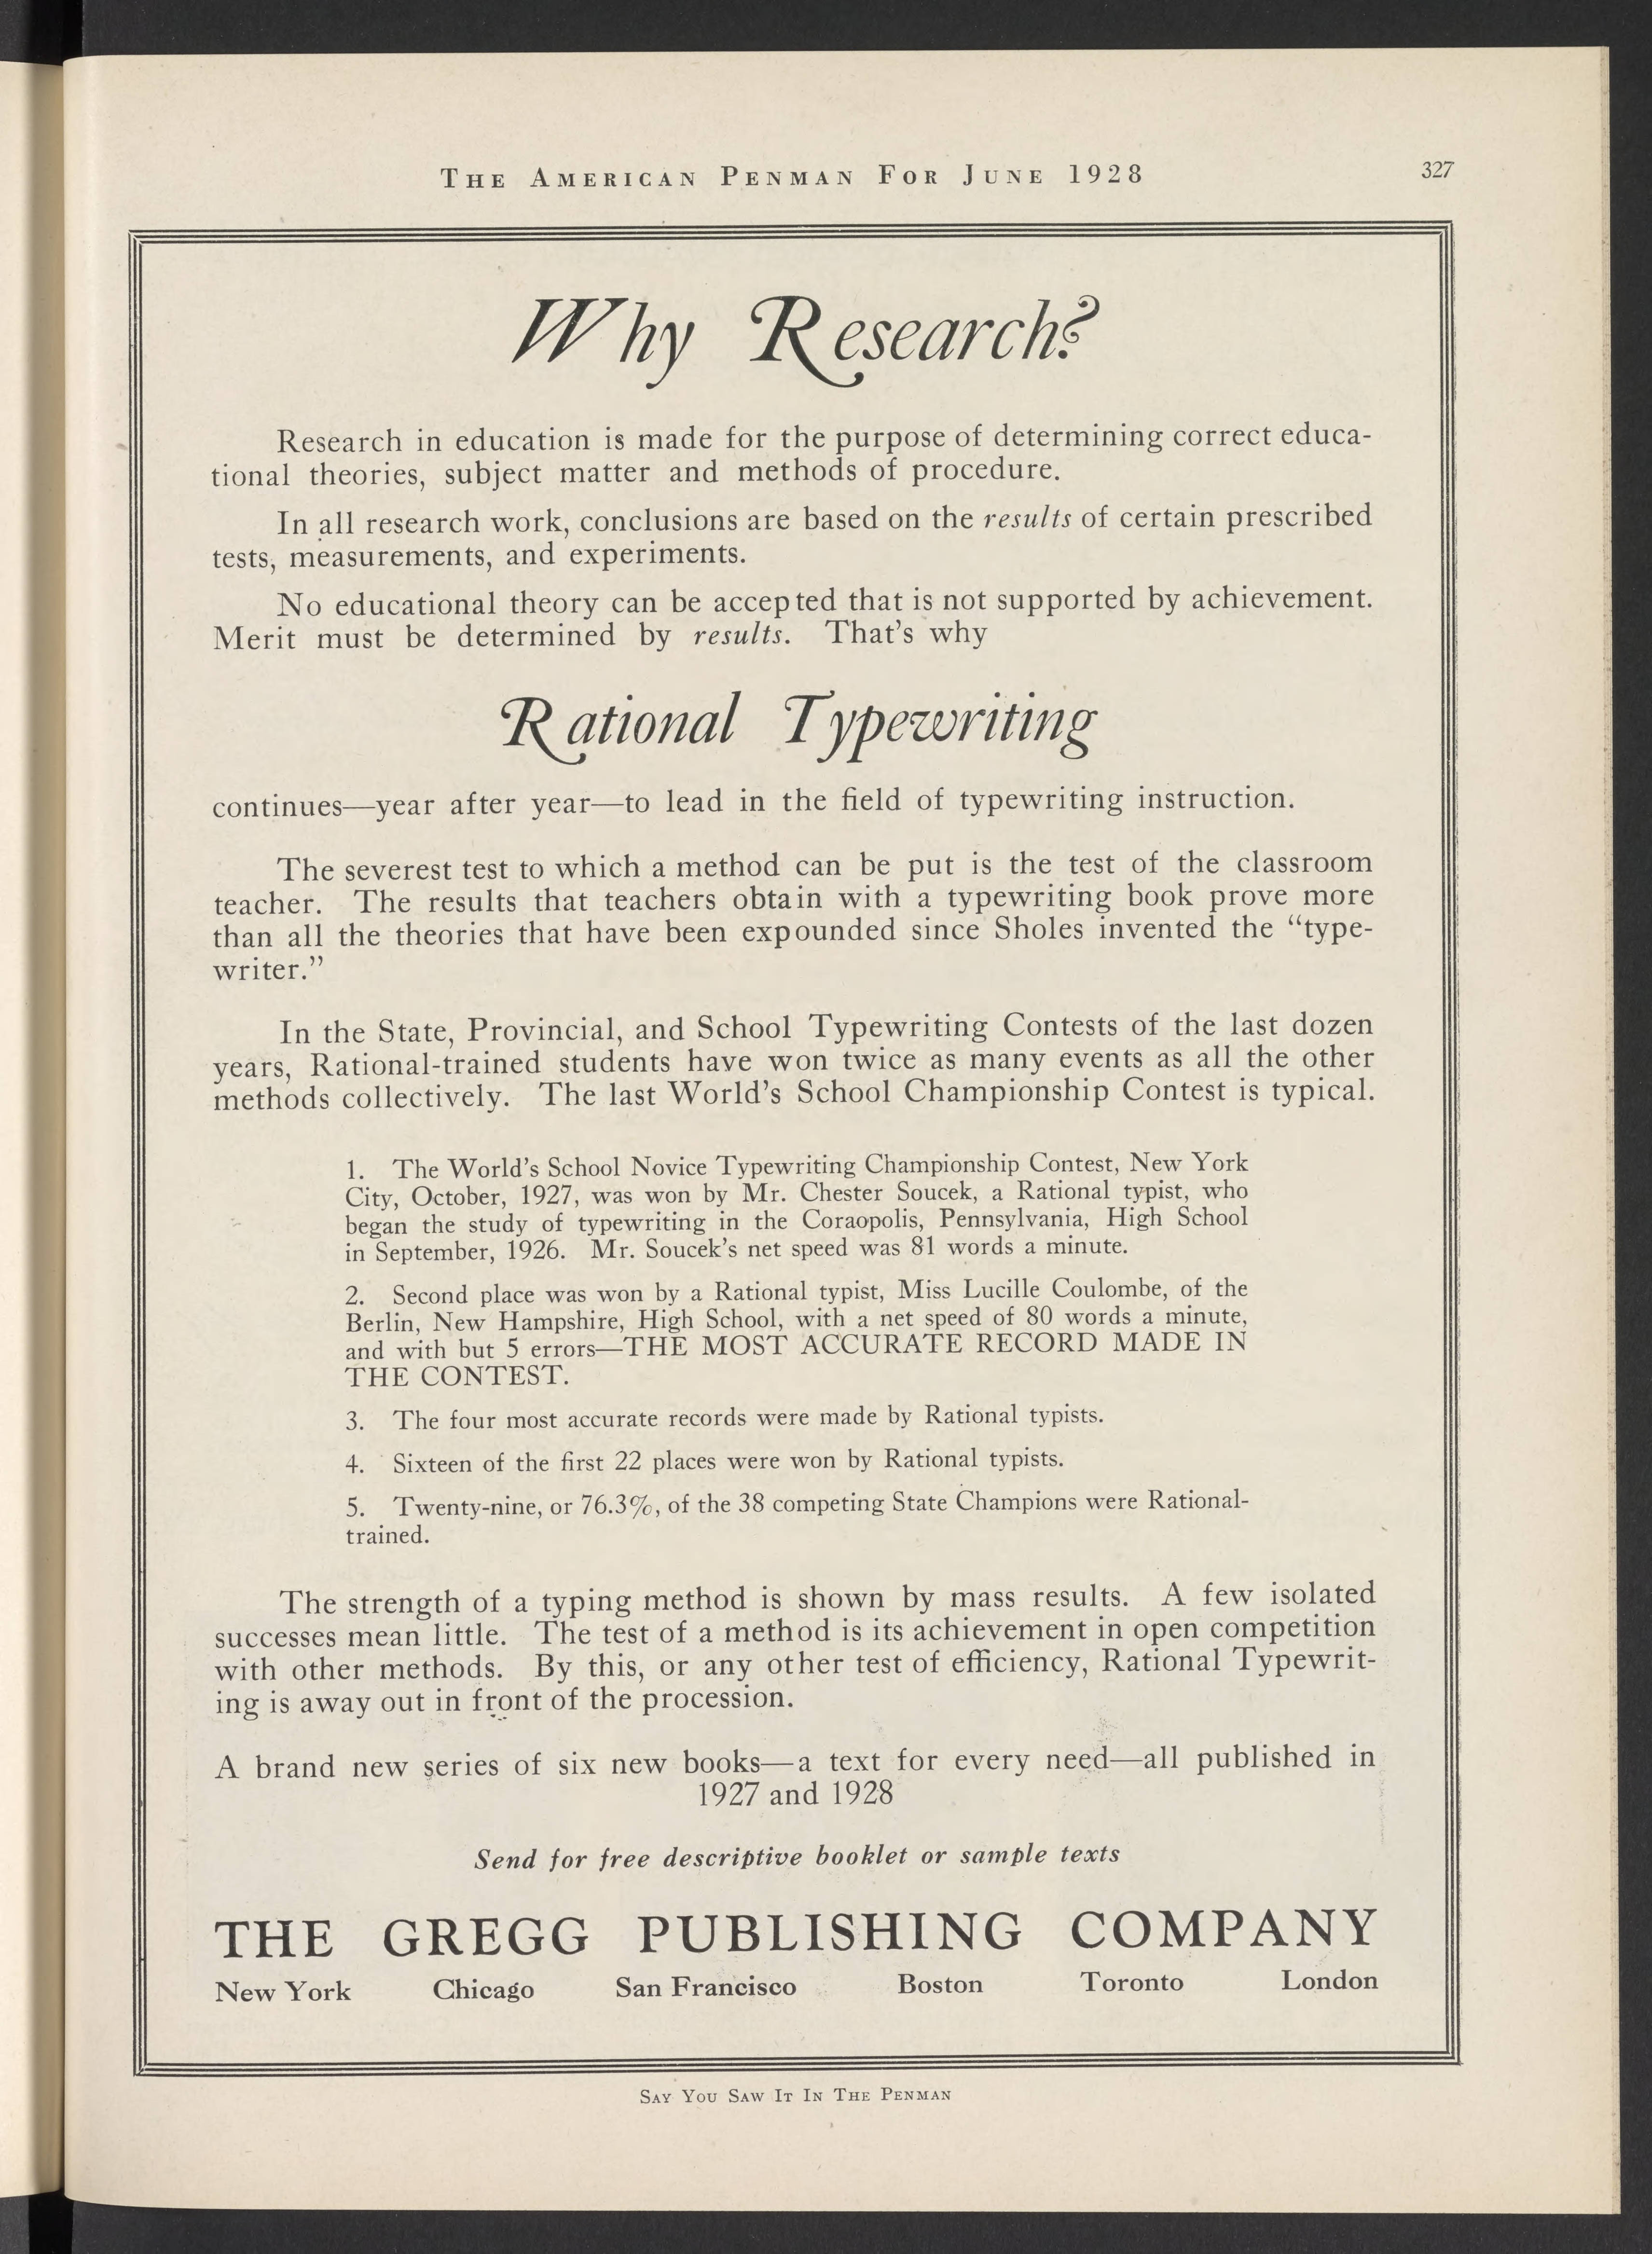 THE AMERICAN PENMAN FOR JUNE 1928
327
Why Research?
Research in education is made for the purpose of determining correct educa-
tional theories, subject matter and methods of procedure.
In all research work, conclusions are based on the results of certain prescribed
tests, measurements, and experiments.
No educational theory can be accepted that is not supported by achievement.
Merit must be determined by results. That's why
Rational Typewriting
continues—year after year—to lead in the field of typewriting instruction.
The severest test to which a method can be put is the test of the classroom
teacher. The results that teachers obtain with a typewriting book prove more
than all the theories that have been expounded since Sholes invented the “type-
writer.”
In the State, Provincial, and School Typewriting Contests of the last dozen
years, Rational-trained students have won twice as many events as all the other
methods collectively. The last World's School Championship Contest is typical.
1. The World's School Novice Typewriting Championship Contest, New York
City, October, 1927, was won by Mr. Chester Soucek, a Rational typist, who
began the study of typewriting in the Coraopolis, Pennsylvania, High School
in September, 1926. Mr. Soucek's net speed was 81 words a minute.
2. Second place was won by a Rational typist, Miss Lucille Coulombe, of the
Berlin, New Hampshire, High School, with a net speed of 80 words a minute,
and with but 5 errors—THE MOST ACCURATE RECORD MADE IN
THE CONTEST.
3. The four most accurate records were made by Rational typists.
4. Sixteen of the first 22 places were won by Rational typists.
5. Twenty-nine, or 76.3%, of the 38 competing State Champions were Rational-
trained.
The strength of a typing method is shown by mass results. A few isolated
successes mean little. The test of a method is its achievement in open competition
with other methods. By this, or any other test of efficiency, Rational Typewrit-
ing is away out in front of the procession.
A brand new series of six new books—a text for every need—all published in
1927 and 1928
Send for free descriptive booklet or sample texts
THE GREGG PUBLISHING COMPANY
New York Chicago San Francisco Boston Toronto London
SAY YOU SAW IT IN THE PENMAN